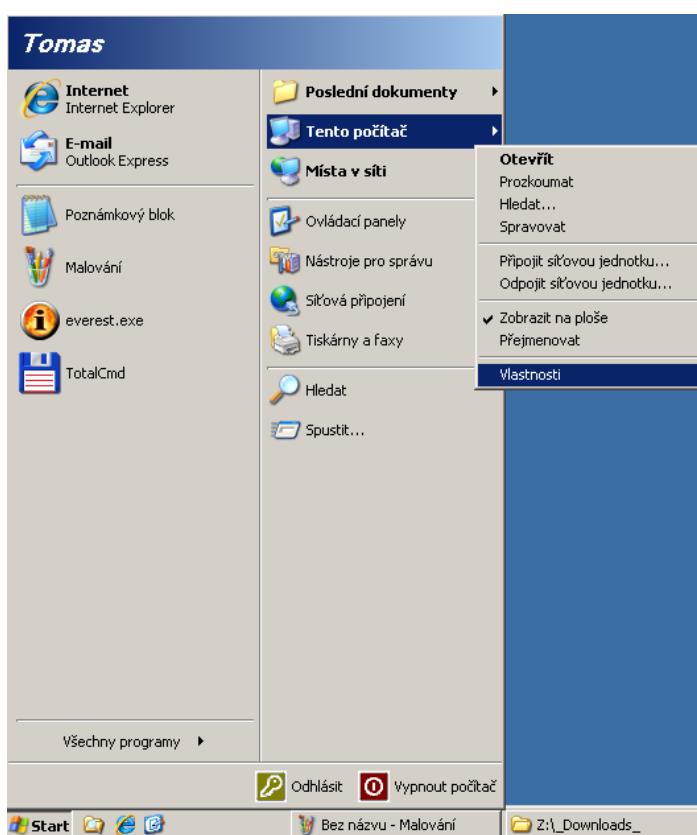 Tomas
Internet
Internet Explorer
E-mail
Outlook Express
Poznámkový blok
Malování
everest.exe
TotalCmd
Všechny programy
Poslední dokumenty
Tento počítač
Místa v síti
Ovládací panely
Nástroje pro správu
Síťová připojení
Tiskárny a faxy
Hledat
Spustit...
Otevřít
Prozkoumat
Hledat...
Spravovat
Připojit síťovou jednotku...
Odpojit síťovou jednotku...
Zobrazit na ploše
Přejmenovat
Vlastnosti
Odhlásit
Vypnout počítač
Start
Bez názvu - Malování
Z:\_Downloads_